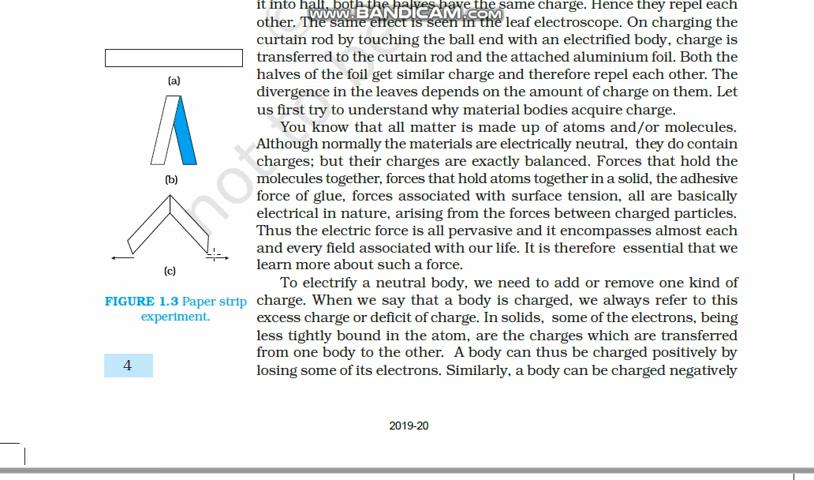 it into half, both the halves have the same charge. Hence they repel each
www.BANDICAM.com
other. The same effect is seen in the leaf electroscope. On charging the
curtain rod by touching the ball end with an electrified body, charge is
transferred to the curtain rod and the attached aluminium foil. Both the
halves of the foil get similar charge and therefore repel each other. The
divergence in the leaves depends on the amount of charge on them. Let
us first try to understand why material bodies acquire charge.
You know that all matter is made up of atoms and/or molecules.
Although normally the materials are electrically neutral, they do contain
charges; but their charges are exactly balanced. Forces that hold the
molecules together, forces that hold atoms together in a solid, the adhesive
force of glue, forces associated with surface tension, all are basically
electrical in nature, arising from the forces between charged particles.
Thus the electric force is all pervasive and it encompasses almost each
and every field associated with our life. It is therefore essential that we
learn more about such a force.
To electrify a neutral body, we need to add or remove one kind of
charge. When we say that a body is charged, we always refer to this
excess charge or deficit of charge. In solids, some of the electrons, being
less tightly bound in the atom, are the charges which are transferred
from one body to the other. A body can thus be charged positively by
losing some of its electrons. Similarly, a body can be charged negatively
(a)
(b)
(c)
FIGURE 1.3 Paper strip
experiment.
4
2019-20
©
not to be